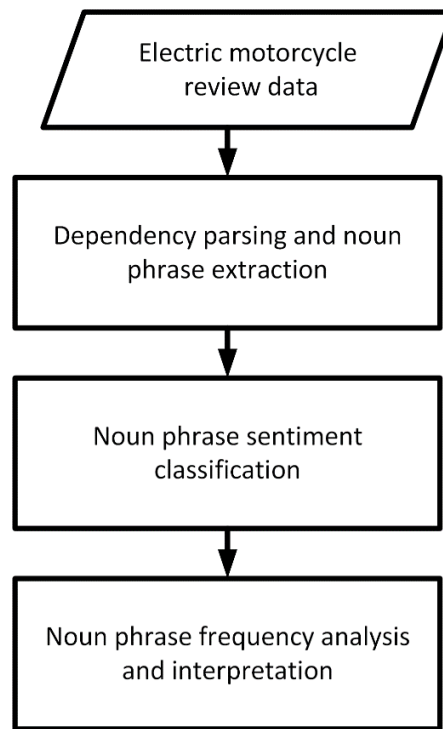 Electric motorcycle
review data
Dependency parsing and noun
phrase extraction
Noun phrase sentiment
classification
Noun phrase frequency analysis
and interpretation